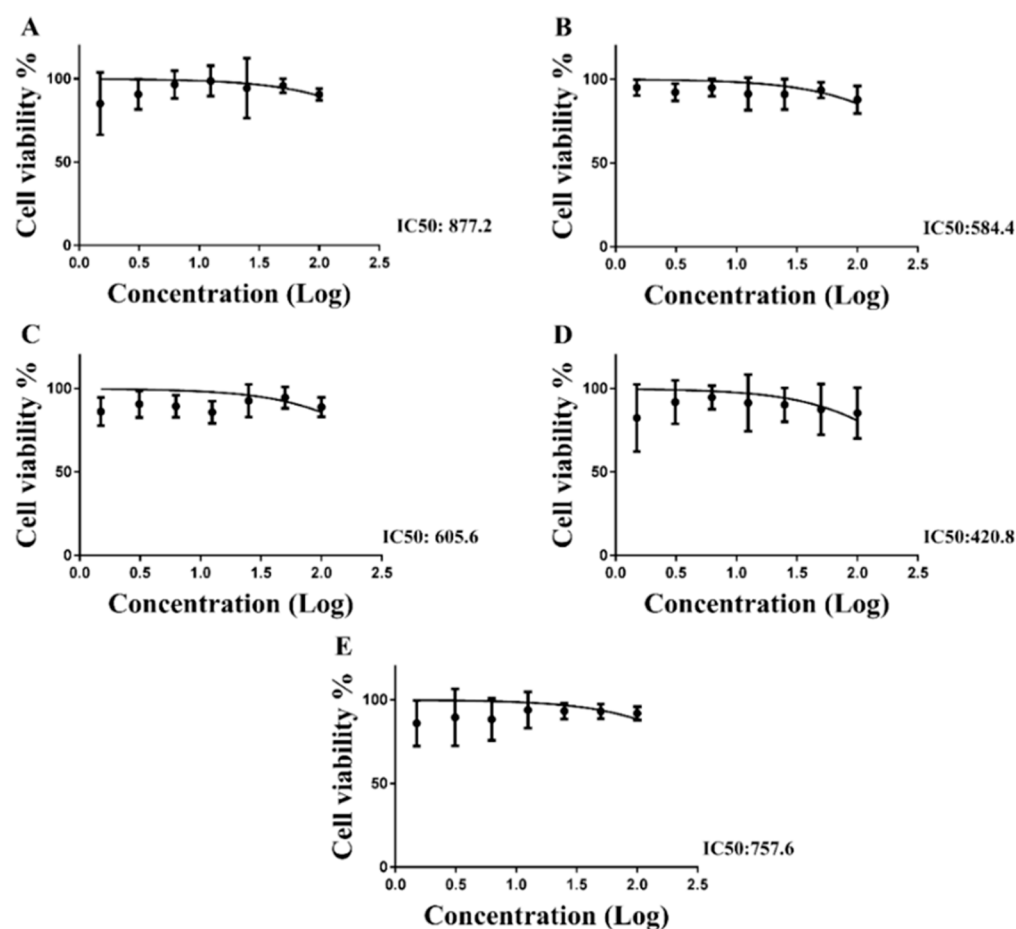 A
Cell viability %
100
50
0
0.0 0.5 1.0 1.5 2.0 2.5
Concentration (Log)
IC50: 877.2
B
Cell viability %
100
50
0
0.0 0.5 1.0 1.5 2.0 2.5
Concentration (Log)
IC50:584.4
C
Cell viability %
100
50
0
0.0 0.5 1.0 1.5 2.0 2.5
Concentration (Log)
IC50: 605.6
D
Cell viability %
100
50
0
0.0 0.5 1.0 1.5 2.0 2.5
Concentration (Log)
IC50:420.8
E
Cell viability %
100
50
0
0.0 0.5 1.0 1.5 2.0 2.5
Concentration (Log)
IC50:757.6